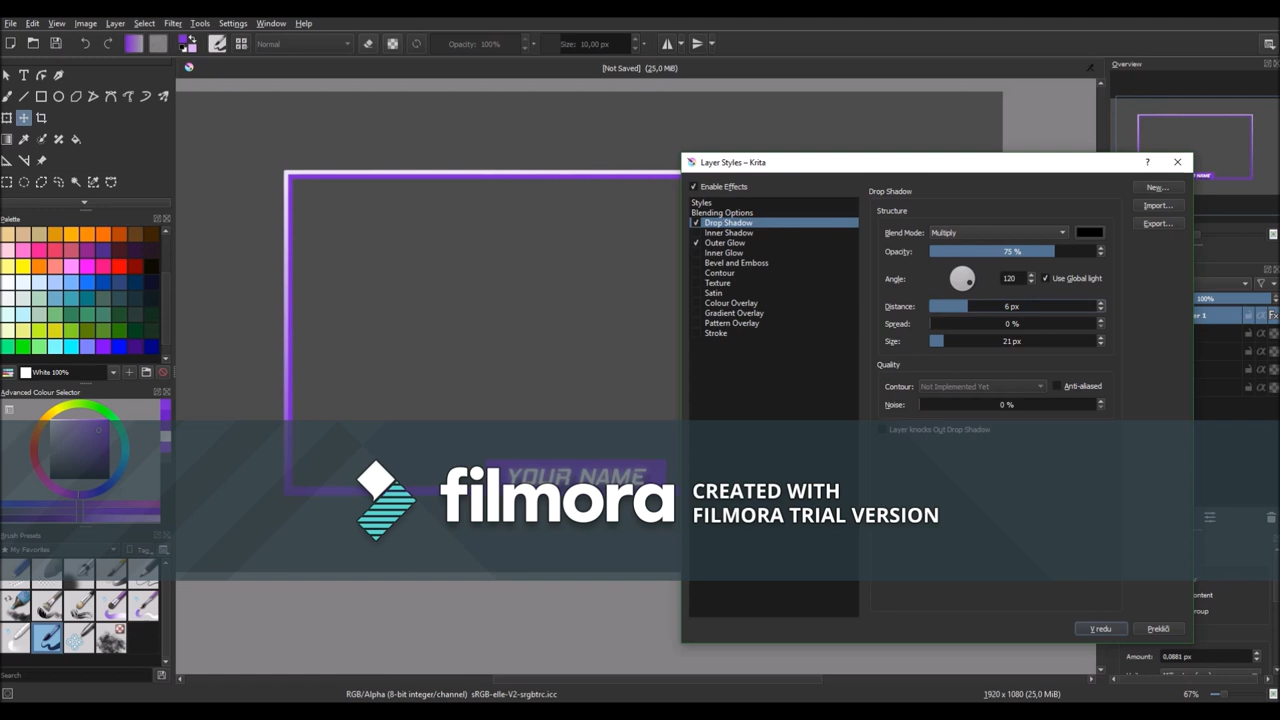 File Edit View Image Layer Select Filter Tools Settings Window Help
Normal Opacity: 100% Size: 10,00 px
[Not Saved] (25,0 MiB)
Overview
Layer Styles – Krita
? 
Enable Effects
Styles
Blending Options
Drop Shadow
Inner Shadow
Outer Glow
Inner Glow
Bevel and Emboss
Contour
Texture
Satin
Colour Overlay
Gradient Overlay
Pattern Overlay
Stroke
Drop Shadow
Structure
Blend Mode: Multiply
Opacity: 75 %
Angle: 120 Use Global light
Distance: 6 px
Spread: 0 %
Size: 21 px
Quality
Contour: Not Implemented Yet Anti-aliased
Noise: 0 %
Layer knocks Out Drop Shadow
New...
Import...
Export...
V redu
Prekliči
100%
er 1
Palette
White 100%
Advanced Colour Selector
YOUR NAME
filmora
CREATED WITH
FILMORA TRIAL VERSION
Brush Presets
My Favorites
Tag
Search
ontent
roup
Amount: 0,0881 px
RGB/Alpha (8-bit integer/channel) sRGB-elle-V2-srgbtrc.icc
1920 x 1080 (25,0 MiB)
67%